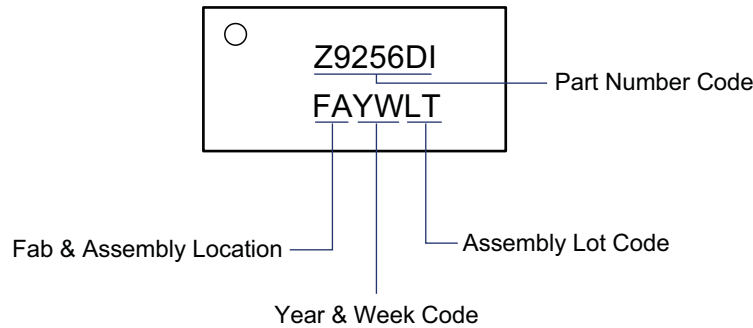 Z9256DI
Part Number Code
FAYWLT
Fab & Assembly Location
Assembly Lot Code
Year & Week Code